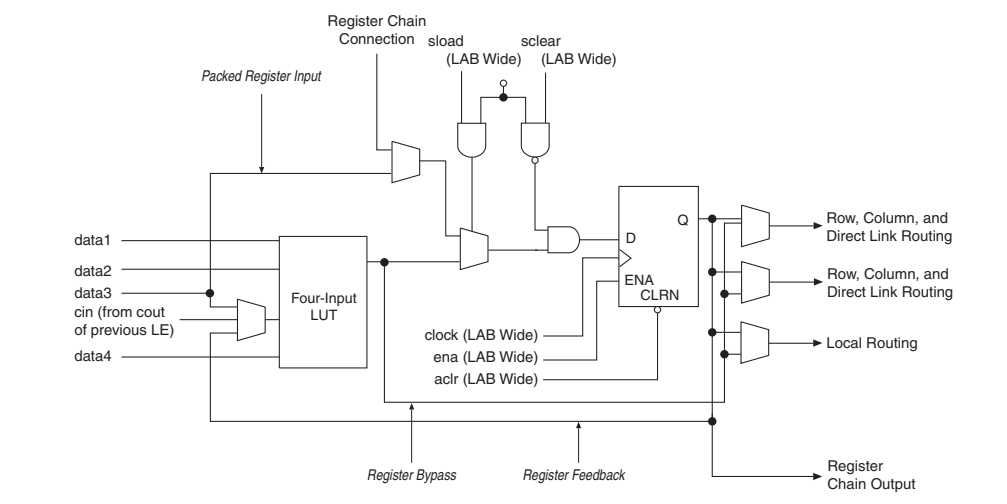 Register Chain
Connection
sload
(LAB Wide)
sclear
(LAB Wide)
Packed Register Input
data1
data2
data3
cin (from cout
of previous LE)
data4
Four-Input
LUT
D
Q
ENA
CLRN
clock (LAB Wide)
ena (LAB Wide)
aclr (LAB Wide)
Row, Column, and
Direct Link Routing
Row, Column, and
Direct Link Routing
Local Routing
Register Bypass
Register Feedback
Register
Chain Output